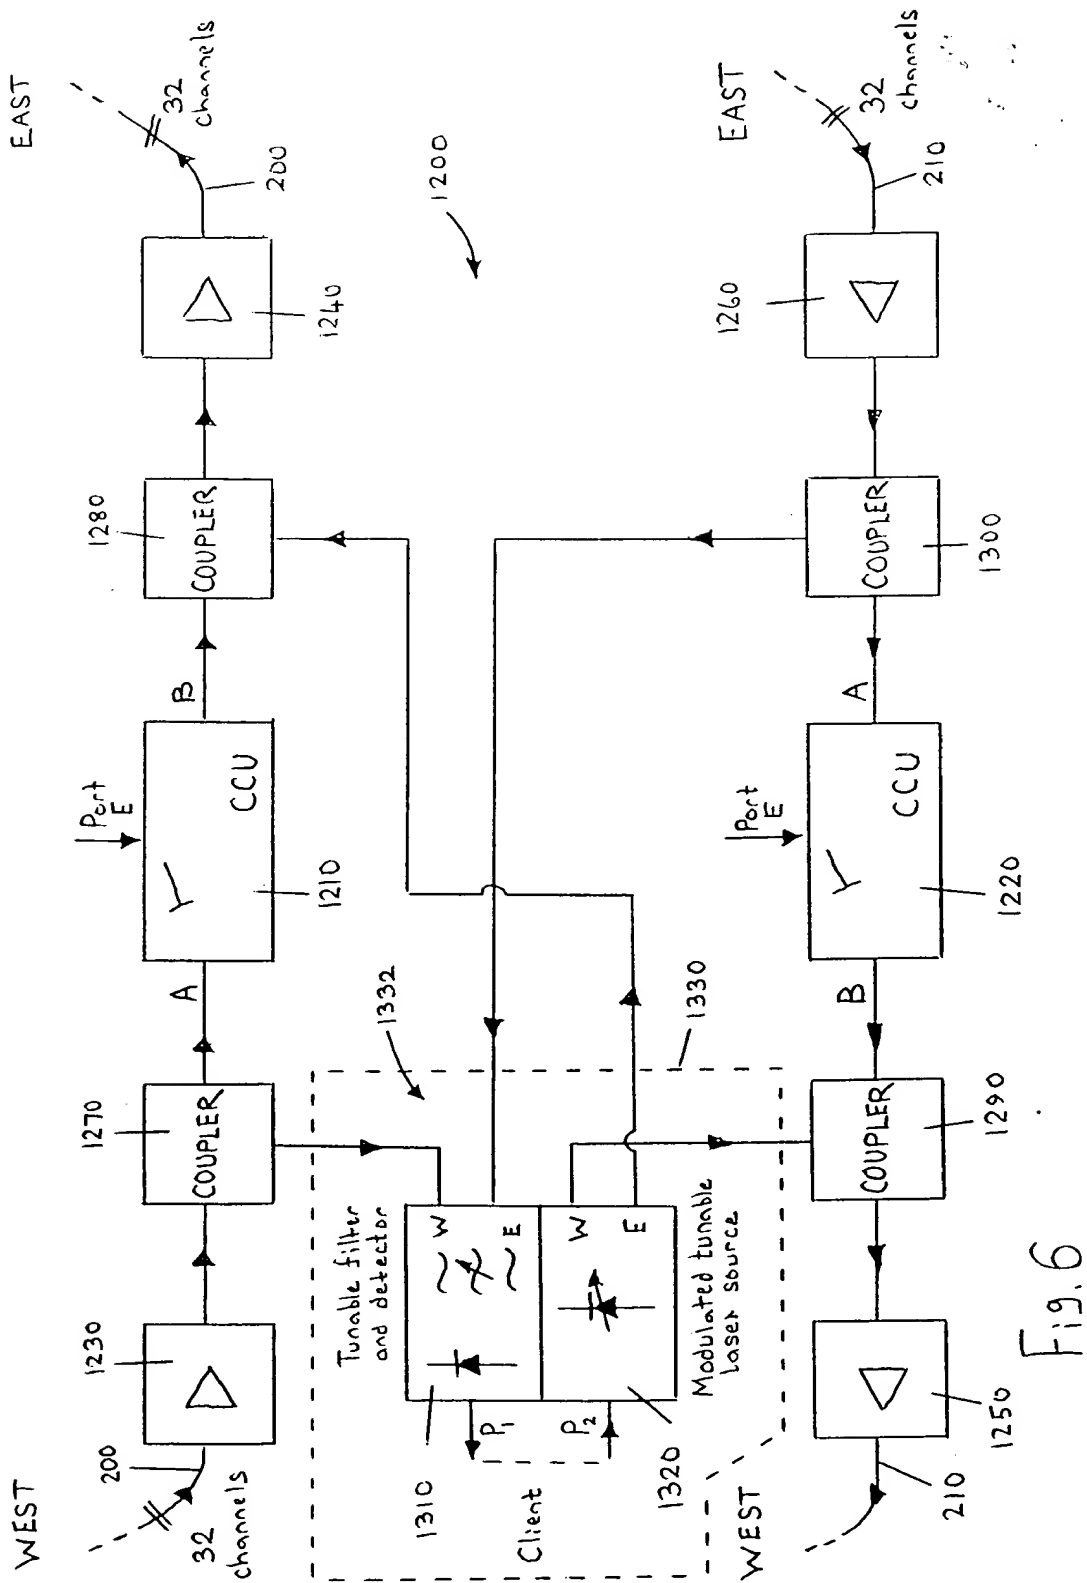 WEST
EAST
200
32
channels
1230
1270
COUPLER
A
1210
CCU
Port
E
B
1280
COUPLER
1240
200
32
channels
1200
1332
1330
Tunable filter
and detector
W
E
1310
P1
Client
P2
W
E
1320
Modulated tunable
laser source
WEST
EAST
210
1250
1290
COUPLER
B
1220
CCU
Port
E
A
1300
COUPLER
1260
210
32
channels
Fig. 6